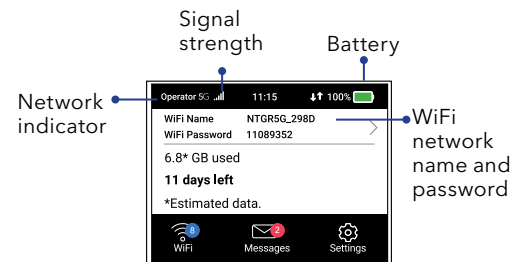 Signal
strength
Battery
Network
indicator
Operator 5G 11:15 100%
WiFi Name NTGR5G_298D
WiFi Password 11089352
6.8* GB used
11 days left
*Estimated data.
8
2
WiFi Messages Settings
WiFi
network
name and
password